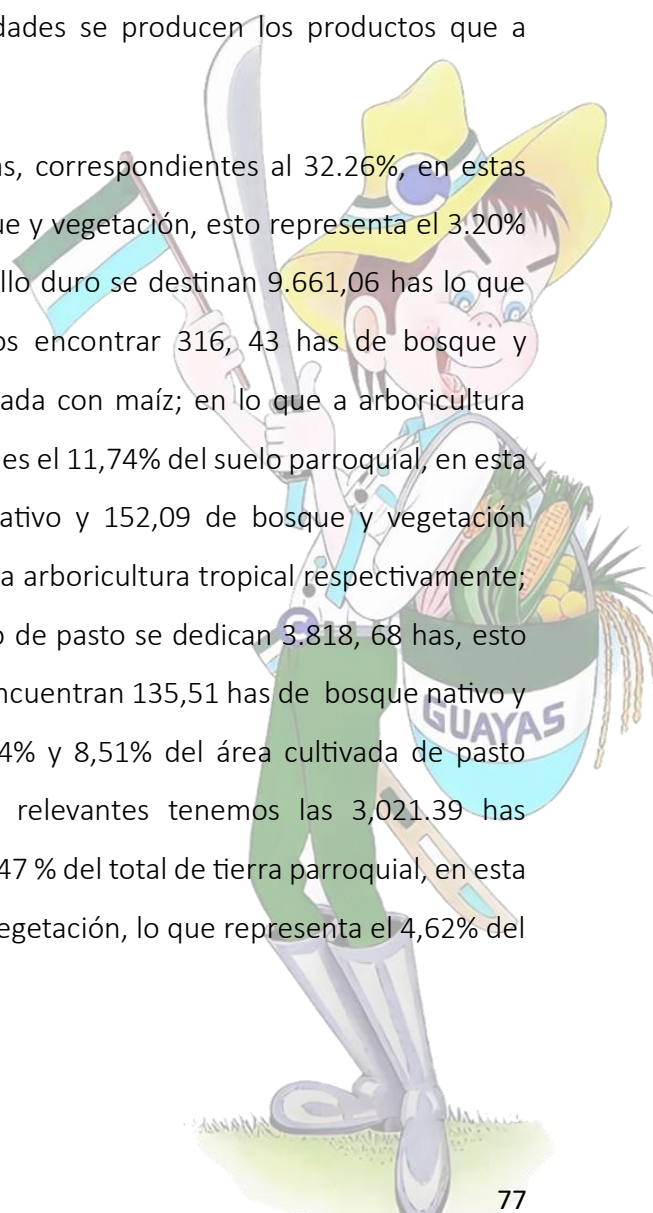 dades se producen los productos que a
as, correspondientes al 32.26%, en estas
ue y vegetación, esto representa el 3.20%
llo duro se destinan 9.661,06 has lo que
os encontrar 316, 43 has de bosque y
ada con maíz; en lo que a arboricultura
es el 11,74% del suelo parroquial, en esta
ativo y 152,09 de bosque y vegetación
a arboricultura tropical respectivamente;
o de pasto se dedican 3.818, 68 has, esto
ncuentran 135,51 has de bosque nativo y
4% y 8,51% del área cultivada de pasto
relevantes tenemos las 3,021.39 has
47 % del total de tierra parroquial, en esta
egetación, lo que representa el 4,62% del
GUAYAS
77